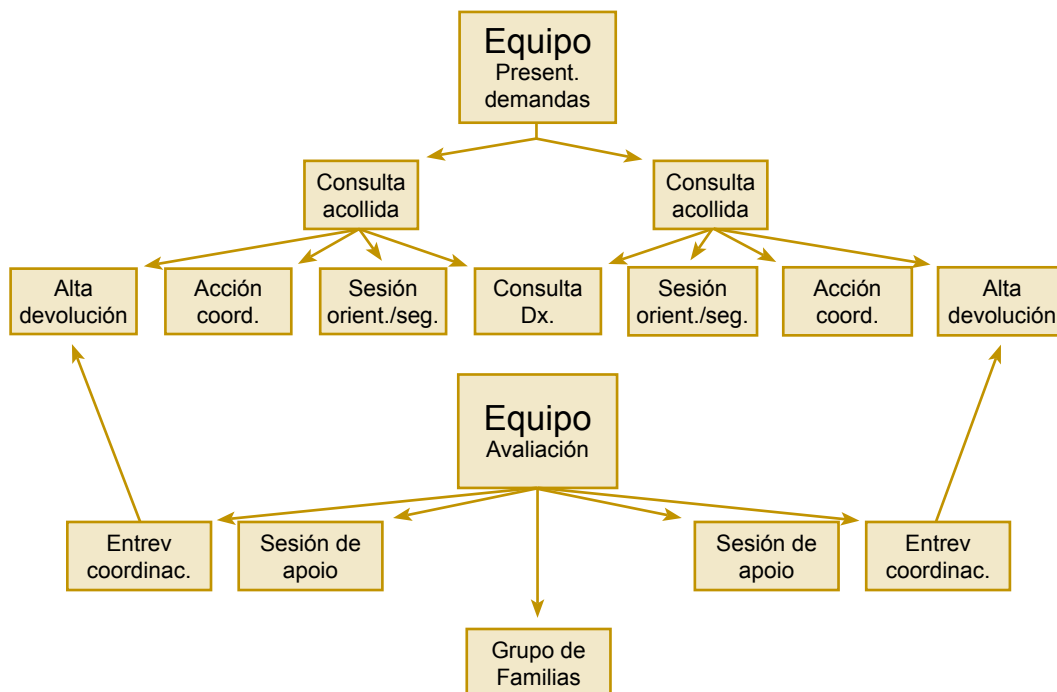 Equipo
Present.
demandas
Consulta
acollida
Consulta
acollida
Alta
devolución
Acción
coord.
Sesión
orient./seg.
Consulta
Dx.
Sesión
orient./seg.
Acción
coord.
Alta
devolución
Equipo
Avaliación
Entrev
coordinac.
Sesión de
apoio
Sesión de
apoio
Entrev
coordinac.
Grupo de
Familias